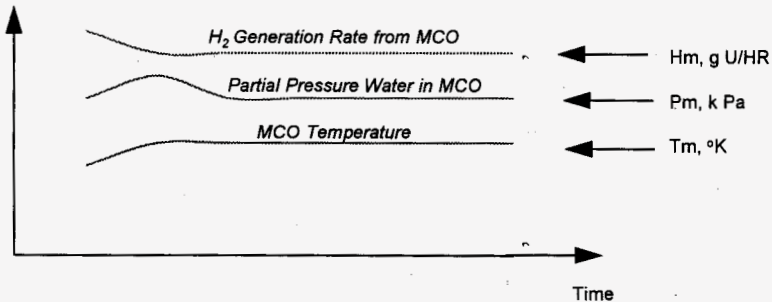 H₂ Generation Rate from MCO
Hm, g U/HR
Partial Pressure Water in MCO
Pm, k Pa
MCO Temperature
Tm, °K
Time